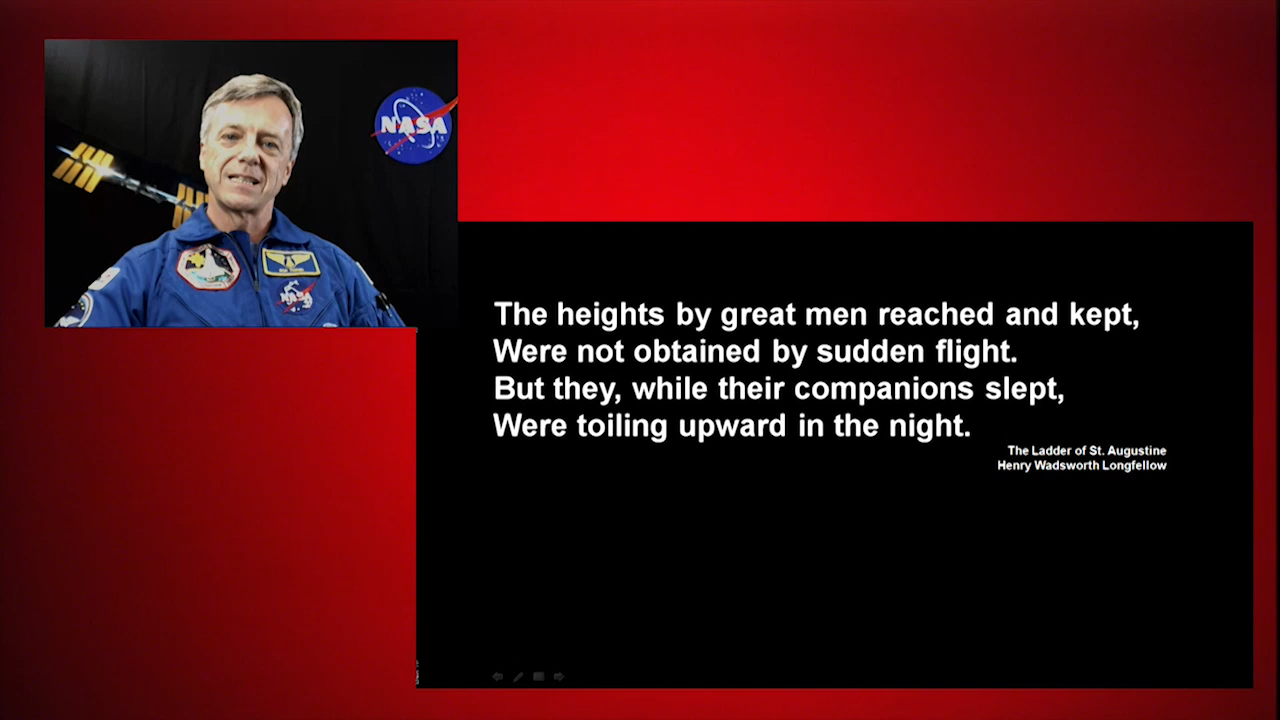 NASA
NASA
The heights by great men reached and kept,
Were not obtained by sudden flight.
But they, while their companions slept,
Were toiling upward in the night.
The Ladder of St. Augustine
Henry Wadsworth Longfellow